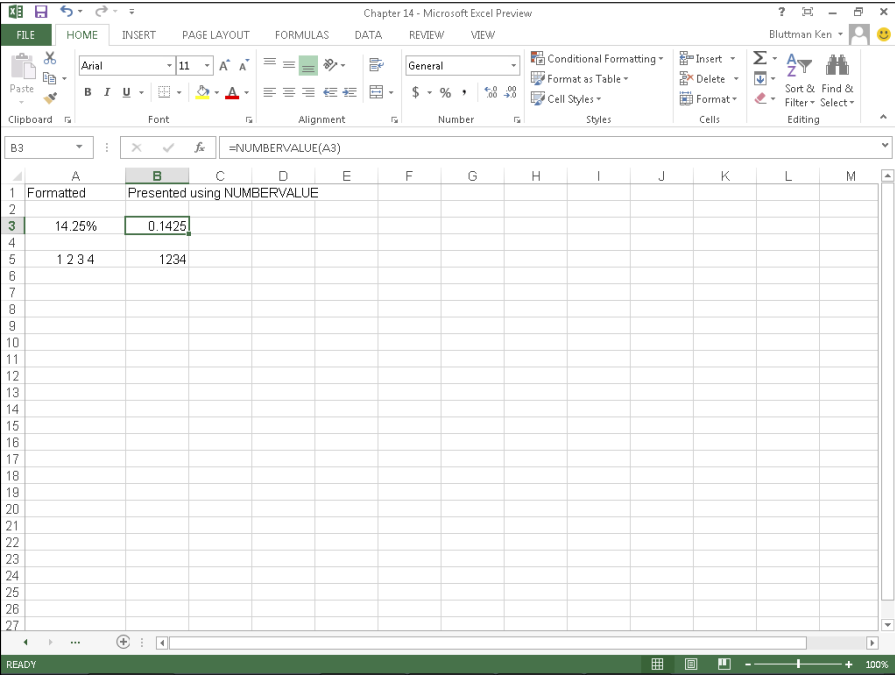 Chapter 14 - Microsoft Excel Preview
?
FILE HOME INSERT PAGE LAYOUT FORMULAS DATA REVIEW VIEW Bluttman Ken
Paste
Clipboard
Arial 11 A A
B I U A
Font
Alignment
General
$ % , .00 .00
Number
Conditional Formatting
Format as Table
Cell Styles
Styles
Insert
Delete
Format
Cells
Σ
A
Z
Sort & Filter
Find & Select
Editing
B3 fx =NUMBERVALUE(A3)
A B C D E F G H I J K L M
1 Formatted Presented using NUMBERVALUE
2
3 14.25% 0.1425
4
5 1 2 3 4 1234
6
7
8
9
10
11
12
13
14
15
16
17
18
19
20
21
22
23
24
25
26
27
...
READY 100%